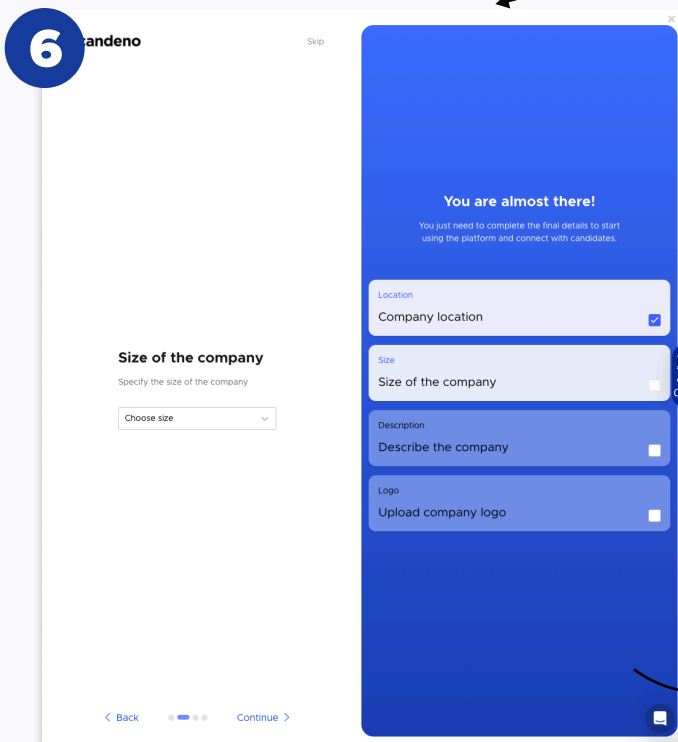 6
andeno
Skip
Size of the company
Specify the size of the company
Choose size
Back
Continue
You are almost there!
You just need to complete the final details to start
using the platform and connect with candidates.
Location
Company location
Size
Size of the company
Description
Describe the company
Logo
Upload company logo